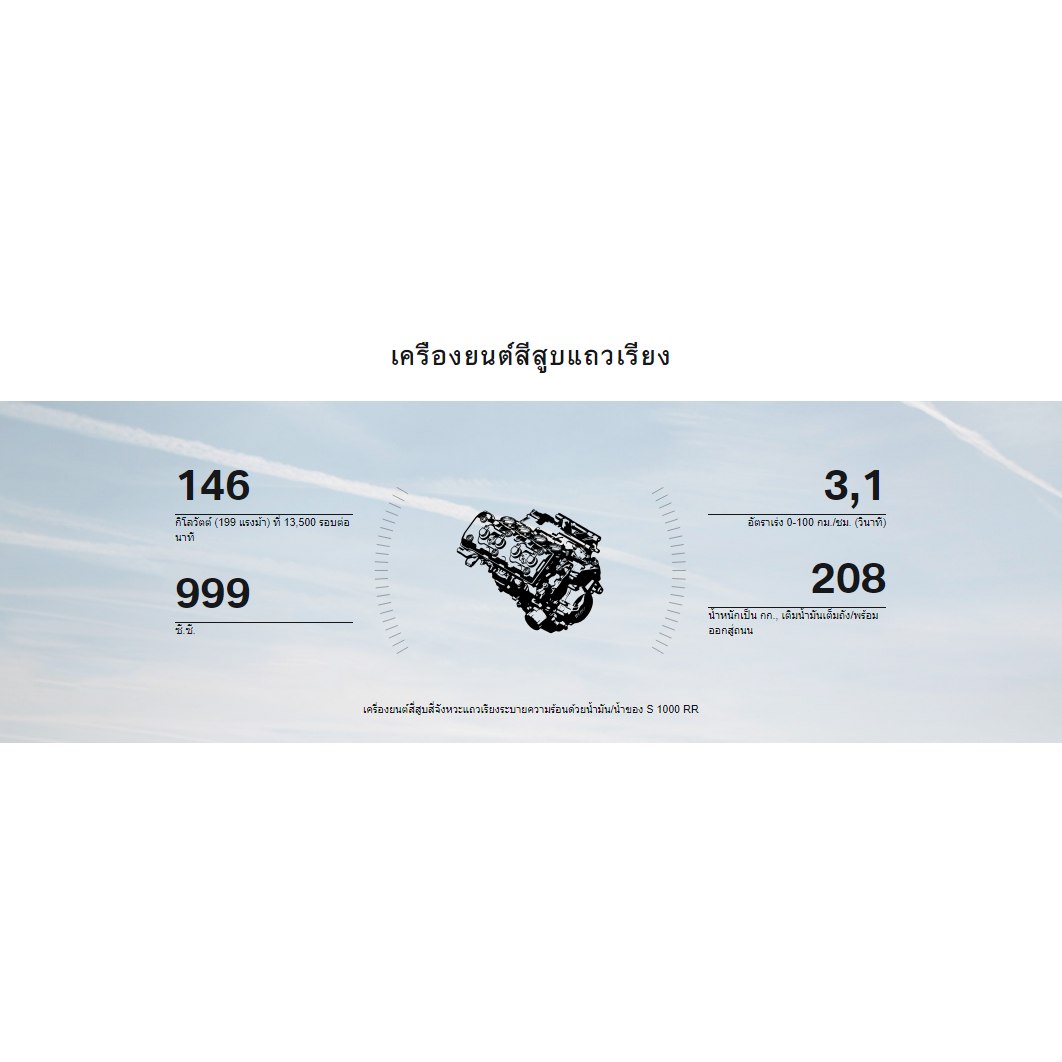 เครื่องยนต์สี่สูบแถวเรียง
146
กิโลวัตต์ (199 แรงม้า) ที่ 13,500 รอบต่อ
นาที
999
ซี.ซี.
3,1
อัตราเร่ง 0-100 กม./ชม. (วินาที)
208
น้ำหนักเป็น กก., เติมน้ำมันเต็มถัง/พร้อม
ออกสู่ถนน
เครื่องยนต์สี่สูบสี่จังหวะแถวเรียงระบายความร้อนด้วยน้ำมัน/น้ำของ S 1000 RR